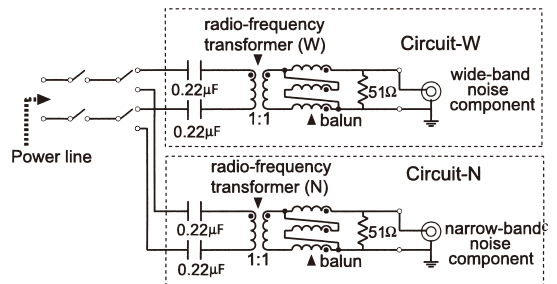 radio-frequency
transformer (W)
Circuit-W
0.22μF
0.22μF
1:1
balun
51Ω
wide-band
noise
component
Power line
radio-frequency
transformer (N)
Circuit-N
0.22μF
0.22μF
1:1
balun
51Ω
narrow-band
noise
component